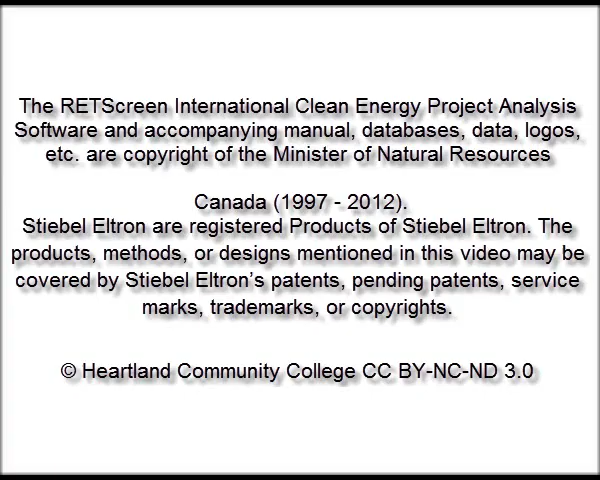 The RETScreen International Clean Energy Project Analysis
Software and accompanying manual, databases, data, logos,
etc. are copyright of the Minister of Natural Resources
Canada (1997 - 2012).
Stiebel Eltron are registered Products of Stiebel Eltron. The
products, methods, or designs mentioned in this video may be
covered by Stiebel Eltron's patents, pending patents, service
marks, trademarks, or copyrights.
© Heartland Community College CC BY-NC-ND 3.0